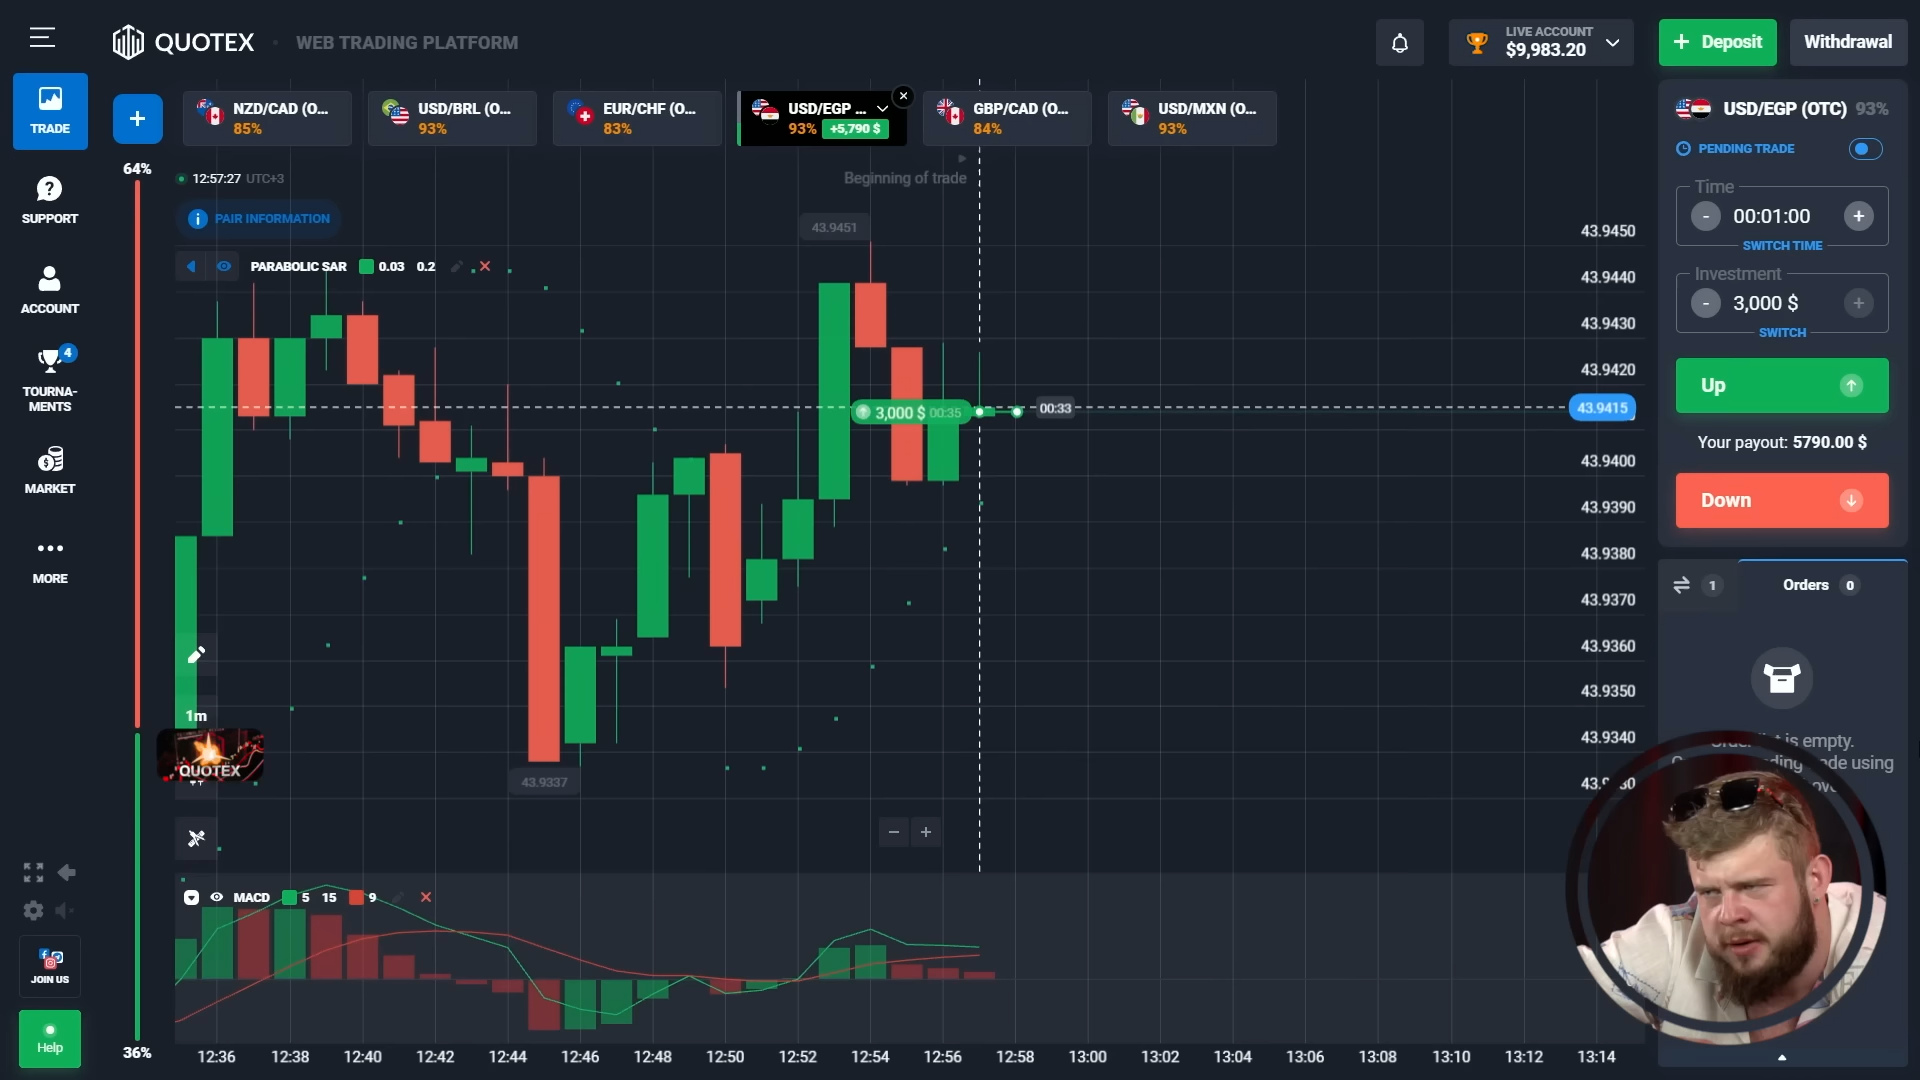 QUOTEX
WEB TRADING PLATFORM
LIVE ACCOUNT
$9,983.20
+ Deposit
Withdrawal
TRADE
SUPPORT
ACCOUNT
4
TOURNA-
MENTS
MARKET
MORE
JOIN US
Help
+
NZD/CAD (O...
85%
USD/BRL (O...
93%
EUR/CHF (O...
83%
USD/EGP ...
93% +5,790 $
GBP/CAD (O...
84%
USD/MXN (O...
93%
64%
36%
12:57:27 UTC+3
Beginning of trade
PAIR INFORMATION
PARABOLIC SAR 0.03 0.2
43.9451
3,000 $ 00:35
00:33
43.9337
1m
QUOTEX
MACD 5 15 9
43.9450
43.9440
43.9430
43.9420
43.9415
43.9400
43.9390
43.9380
43.9370
43.9360
43.9350
43.9340
12:36 12:38 12:40 12:42 12:44 12:46 12:48 12:50 12:52 12:54 12:56 12:58 13:00 13:02 13:04 13:06 13:08 13:10 13:12 13:14
USD/EGP (OTC) 93%
PENDING TRADE
Time
- 00:01:00 +
SWITCH TIME
Investment
- 3,000 $ +
SWITCH
Up
Your payout: 5790.00 $
Down
1
Orders 0
is empty.
using